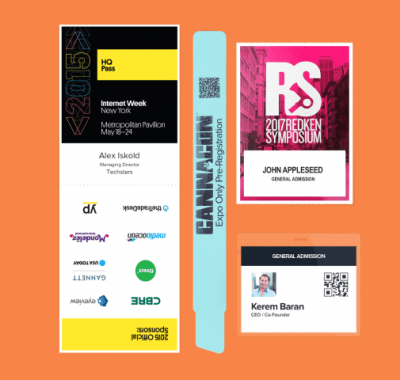 <2015>
HQ
Pass
Internet Week
New York
Metropolitan Pavilion
May 18–24
Alex Iskold
Managing Director
Techstars
yp
theTradeDesk
Mondelēz
International
mediaocean
USA TODAY
GANNETT
fiverr
eyeview
CBRE
2015 Official
Sponsors:
CANNACON
Expo Only Pre-Registration
RS
2017 REDKEN
SYMPOSIUM
JOHN APPLESEED
GENERAL ADMISSION
GENERAL ADMISSION
Kerem Baran
CEO / Co-Founder